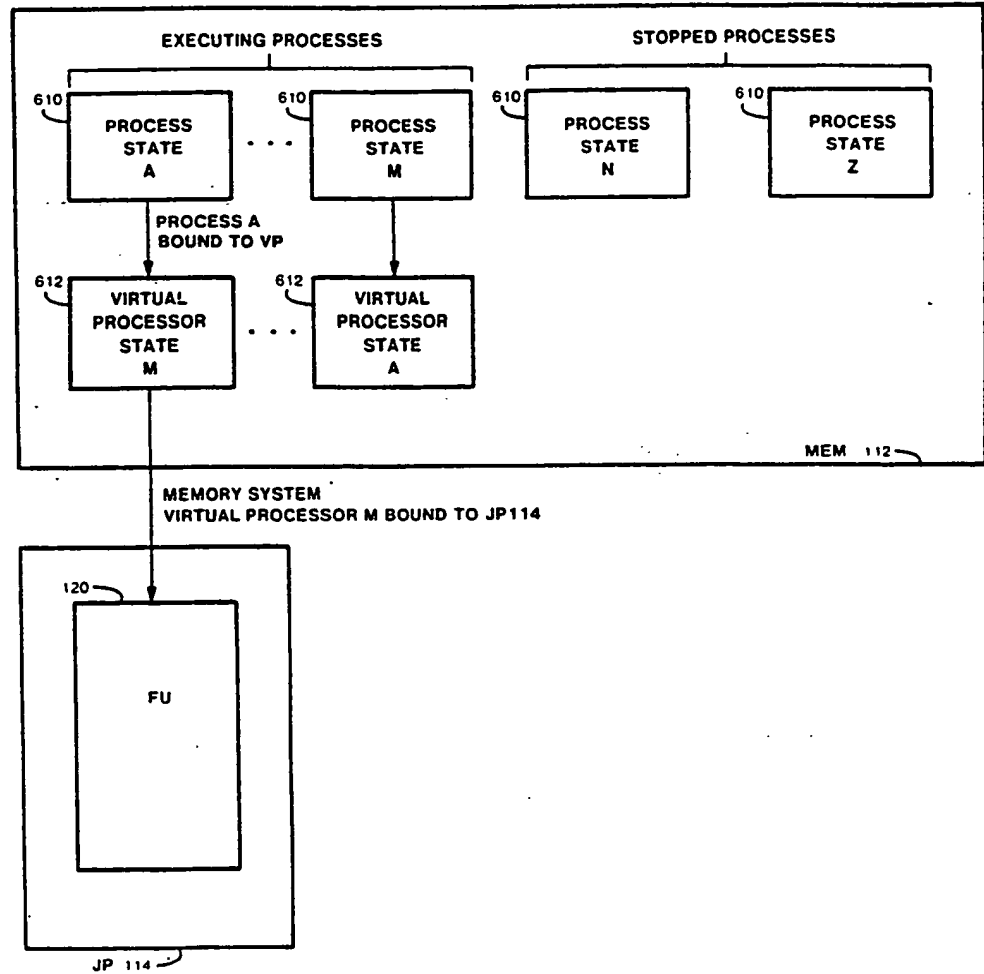 EXECUTING PROCESSES
STOPPED PROCESSES
610
PROCESS
STATE
A
610
PROCESS
STATE
M
610
PROCESS
STATE
N
610
PROCESS
STATE
Z
PROCESS A
BOUND TO VP
612
VIRTUAL
PROCESSOR
STATE
M
612
VIRTUAL
PROCESSOR
STATE
A
MEM 112
MEMORY SYSTEM
VIRTUAL PROCESSOR M BOUND TO JP114
120
FU
JP 114